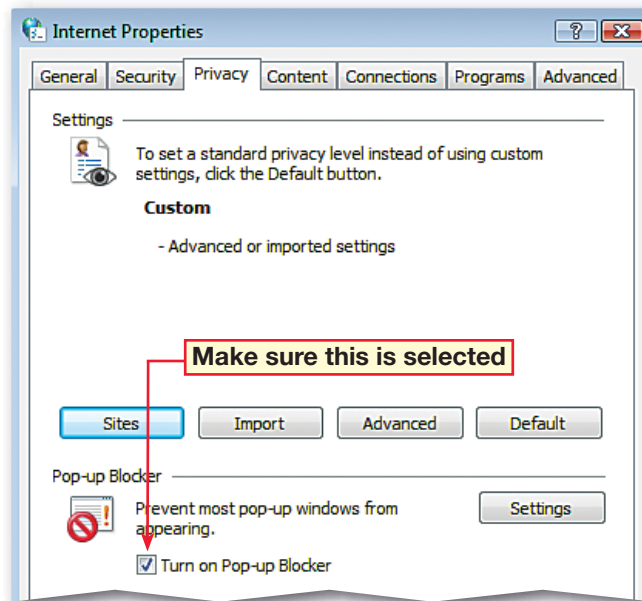 Internet Properties
General Security Privacy Content Connections Programs Advanced
Settings
To set a standard privacy level instead of using custom
settings, click the Default button.
Custom
- Advanced or imported settings
Make sure this is selected
Sites Import Advanced Default
Pop-up Blocker
Prevent most pop-up windows from
appearing.
Settings
Turn on Pop-up Blocker